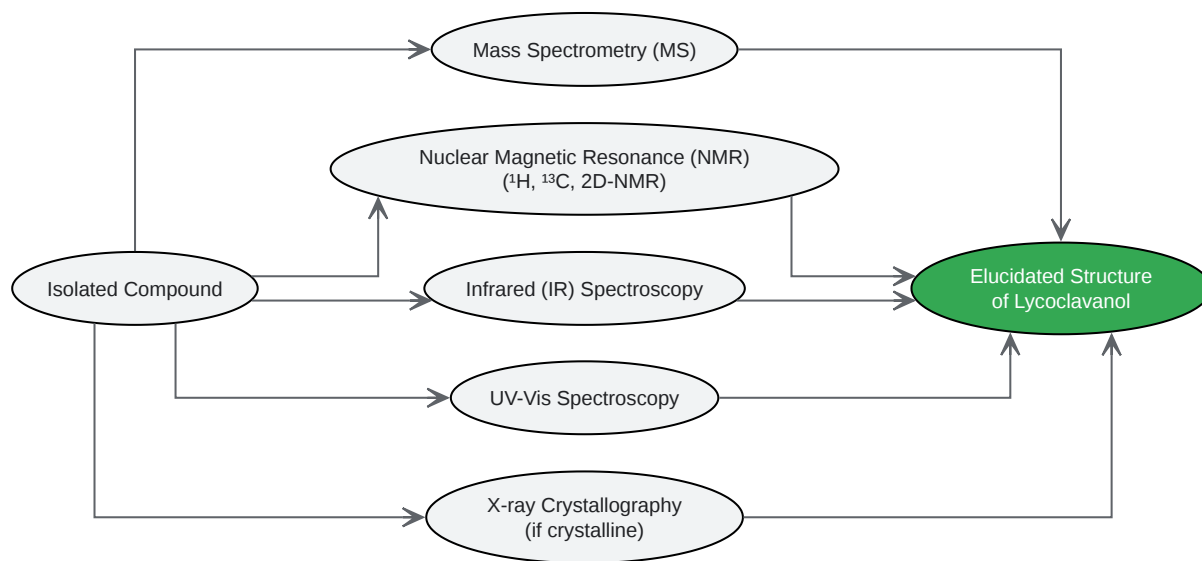 Mass Spectrometry (MS)
Nuclear Magnetic Resonance (NMR)
(¹H, ¹³C, 2D-NMR)
Isolated Compound
Infrared (IR) Spectroscopy
Elucidated Structure
of Lycoclavanol
UV-Vis Spectroscopy
X-ray Crystallography
(if crystalline)